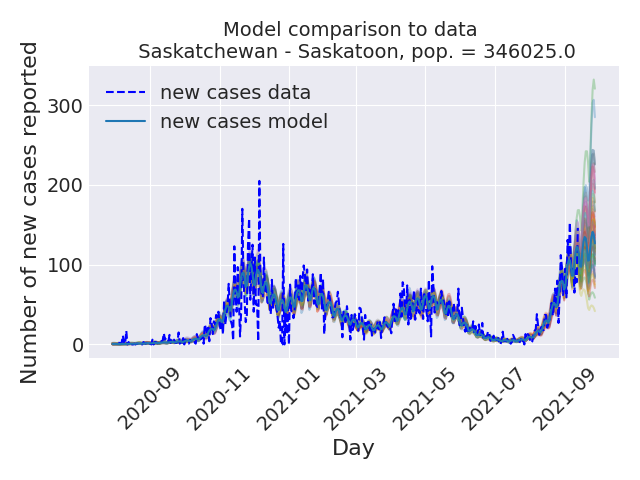 Model comparison to data
Saskatchewan - Saskatoon, pop. = 346025.0
Number of new cases reported
300
200
100
0
new cases data
new cases model
2020-09
2020-11
2021-01
2021-03
2021-05
2021-07
2021-09
Day